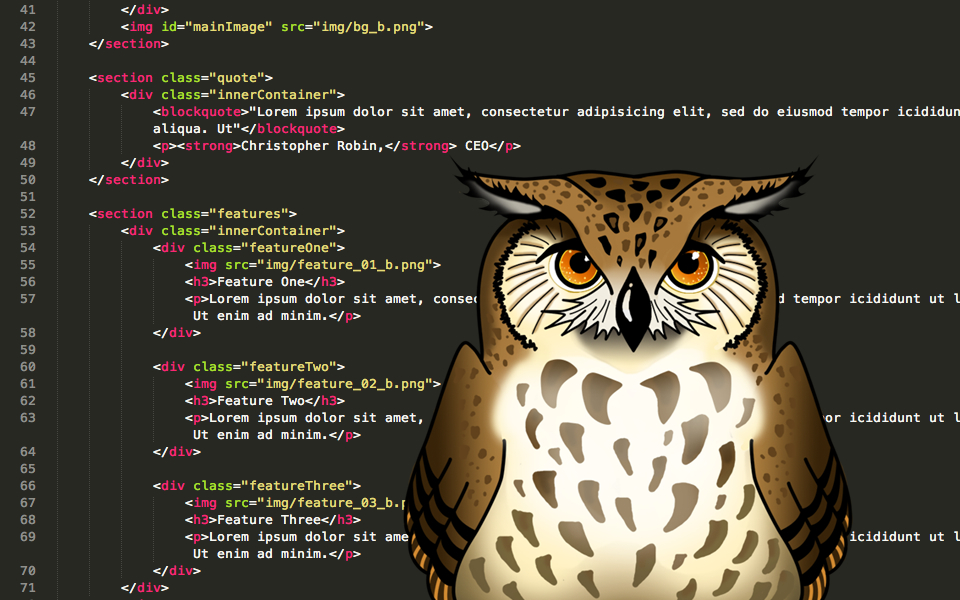 41 </div>
42 <img id="mainImage" src="img/bg_b.png">
43 </section>
44
45 <section class="quote">
46 <div class="innerContainer">
47 <blockquote>"Lorem ipsum dolor sit amet, consectetur adipisicing elit, sed do eiusmod tempor icididun
aliqua. Ut"</blockquote>
48 <p><strong>Christopher Robin,</strong> CEO</p>
49 </div>
50 </section>
51
52 <section class="features">
53 <div class="innerContainer">
54 <div class="featureOne">
55 <img src="img/feature_01_b.png">
56 <h3>Feature One</h3>
57 <p>Lorem ipsum dolor sit amet, consec d tempor icididunt ut l
Ut enim ad minim.</p>
58 </div>
59
60 <div class="featureTwo">
61 <img src="img/feature_02_b.png">
62 <h3>Feature Two</h3>
63 <p>Lorem ipsum dolor sit amet, or icididunt ut l
Ut enim ad minim.</p>
64 </div>
65
66 <div class="featureThree">
67 <img src="img/feature_03_b.p
68 <h3>Feature Three</h3>
69 <p>Lorem ipsum dolor sit ame icididunt ut l
Ut enim ad minim.</p>
70 </div>
71 </div>